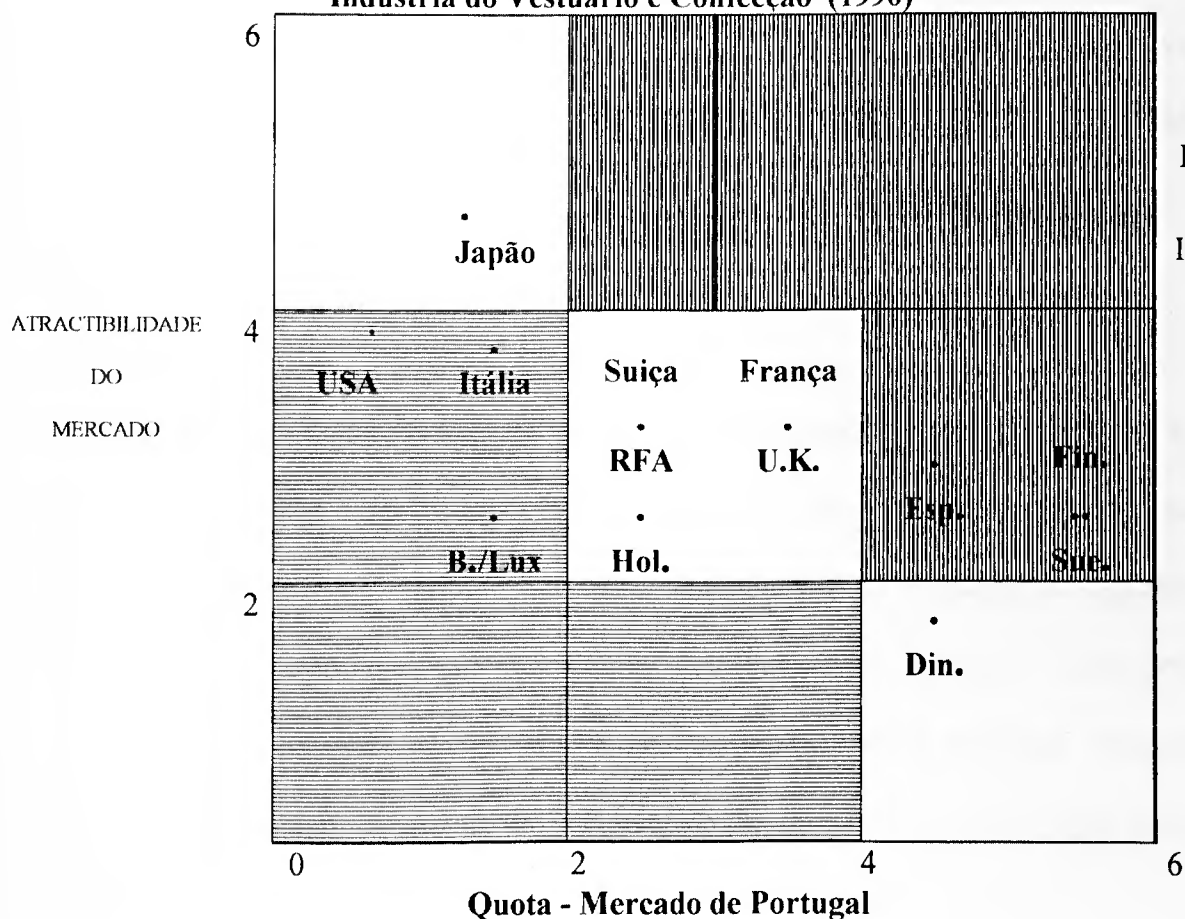 Indústria do Vestuário e Confecção (1990)
6
Japão
ATRACTIBILIDADE
DO
MERCADO
4
USA Itália Suiça França
RFA U.K. Fin.
Esp.
B./Lux Hol. Sue.
2
Din.
0 2 4 6
Quota - Mercado de Portugal